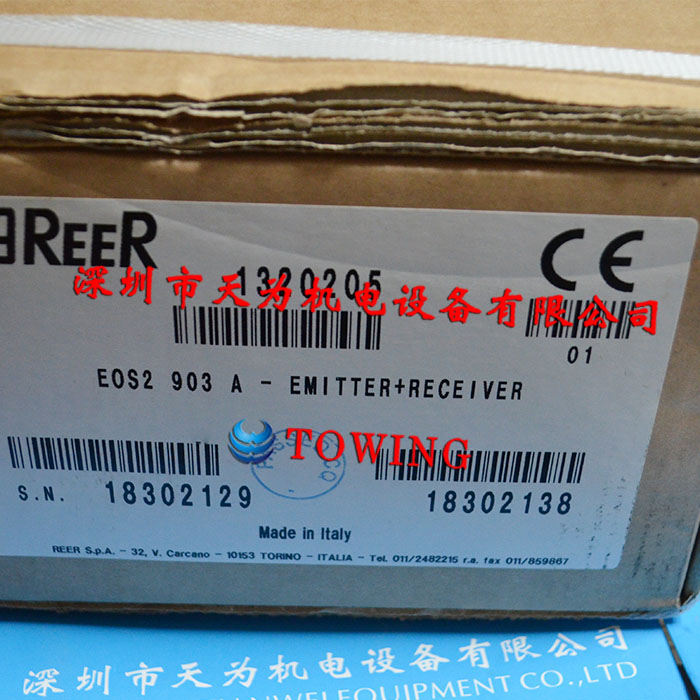 REER
1320205
深圳市天为机电设备有限公司
01
EOS2 903 A - EMITTER+RECEIVER
TOWING
S.N. 18302129 18302138
Made in Italy
REER S.p.A. - 32, V. Carcano - 10153 TORINO - ITALIA - Tel. 011/2482215 r.a. fax 011/859867
深圳市天为机电设备有限公司